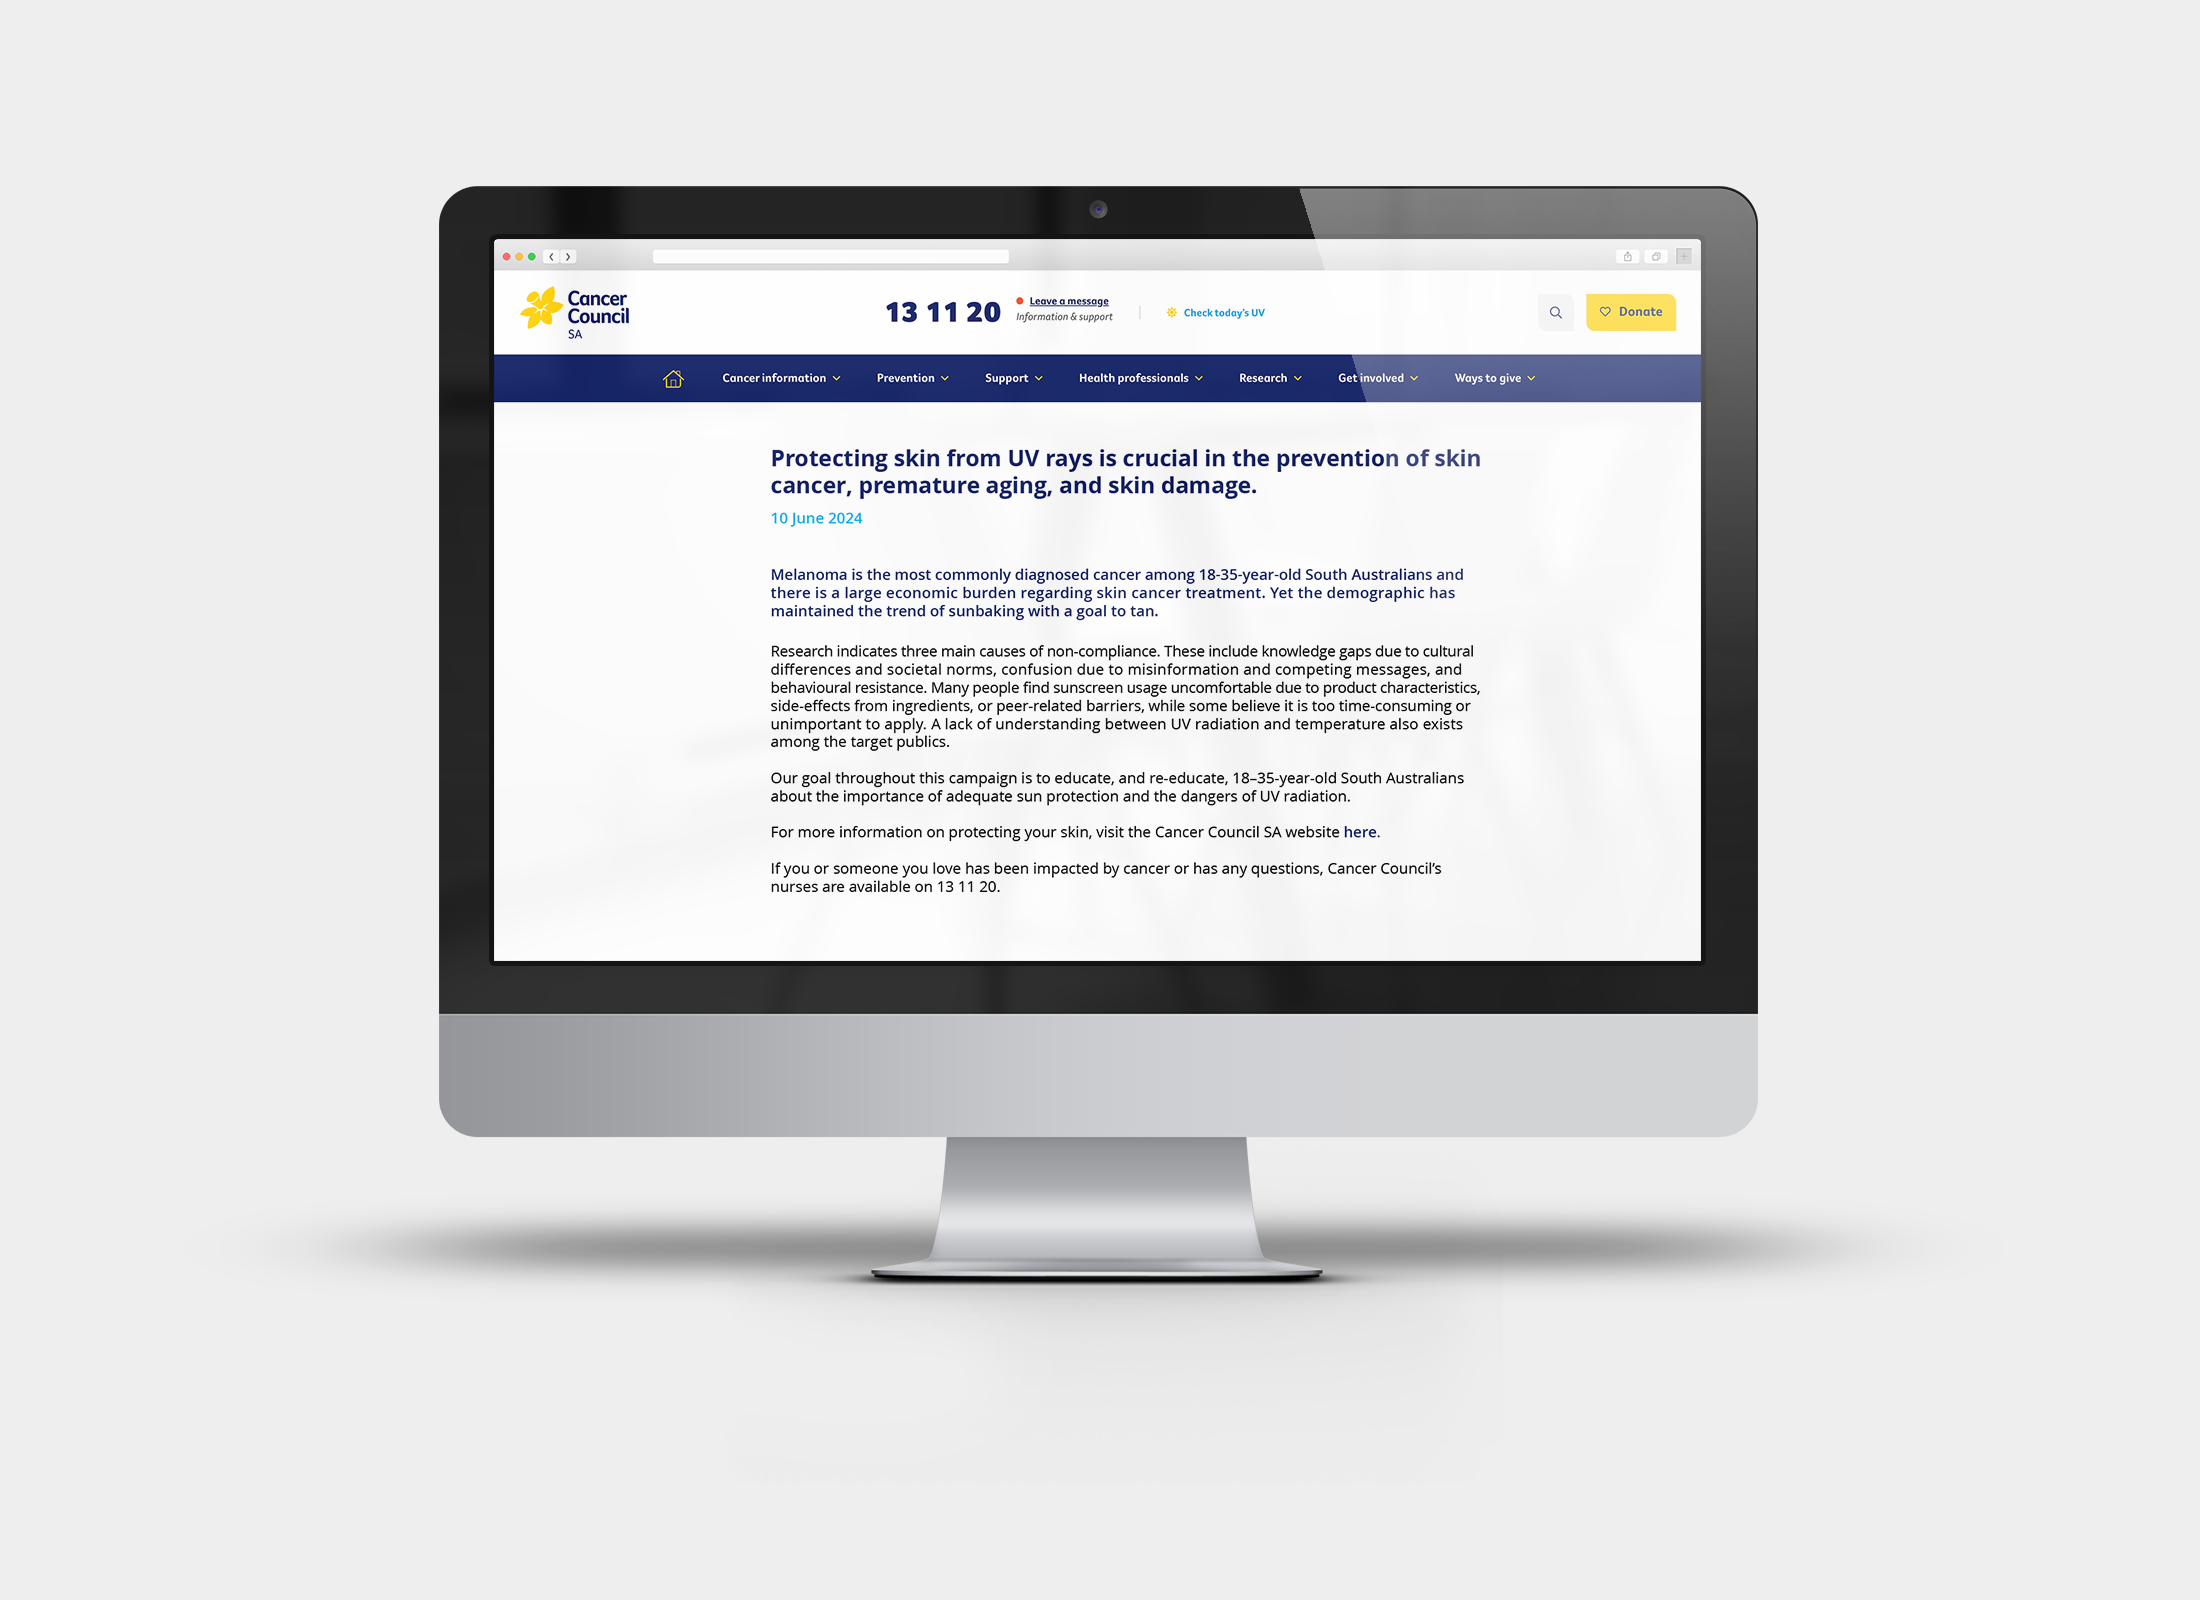 Cancer
Council
SA
13 11 20
Leave a message
Information & support
Check today's UV
Donate
Cancer information
Prevention
Support
Health professionals
Research
Get involved
Ways to give
Protecting skin from UV rays is crucial in the prevention of skin
cancer, premature aging, and skin damage.
10 June 2024
Melanoma is the most commonly diagnosed cancer among 18-35-year-old South Australians and
there is a large economic burden regarding skin cancer treatment. Yet the demographic has
maintained the trend of sunbaking with a goal to tan.
Research indicates three main causes of non-compliance. These include knowledge gaps due to cultural
differences and societal norms, confusion due to misinformation and competing messages, and
behavioural resistance. Many people find sunscreen usage uncomfortable due to product characteristics,
side-effects from ingredients, or peer-related barriers, while some believe it is too time-consuming or
unimportant to apply. A lack of understanding between UV radiation and temperature also exists
among the target publics.
Our goal throughout this campaign is to educate, and re-educate, 18–35-year-old South Australians
about the importance of adequate sun protection and the dangers of UV radiation.
For more information on protecting your skin, visit the Cancer Council SA website here.
If you or someone you love has been impacted by cancer or has any questions, Cancer Council’s
nurses are available on 13 11 20.